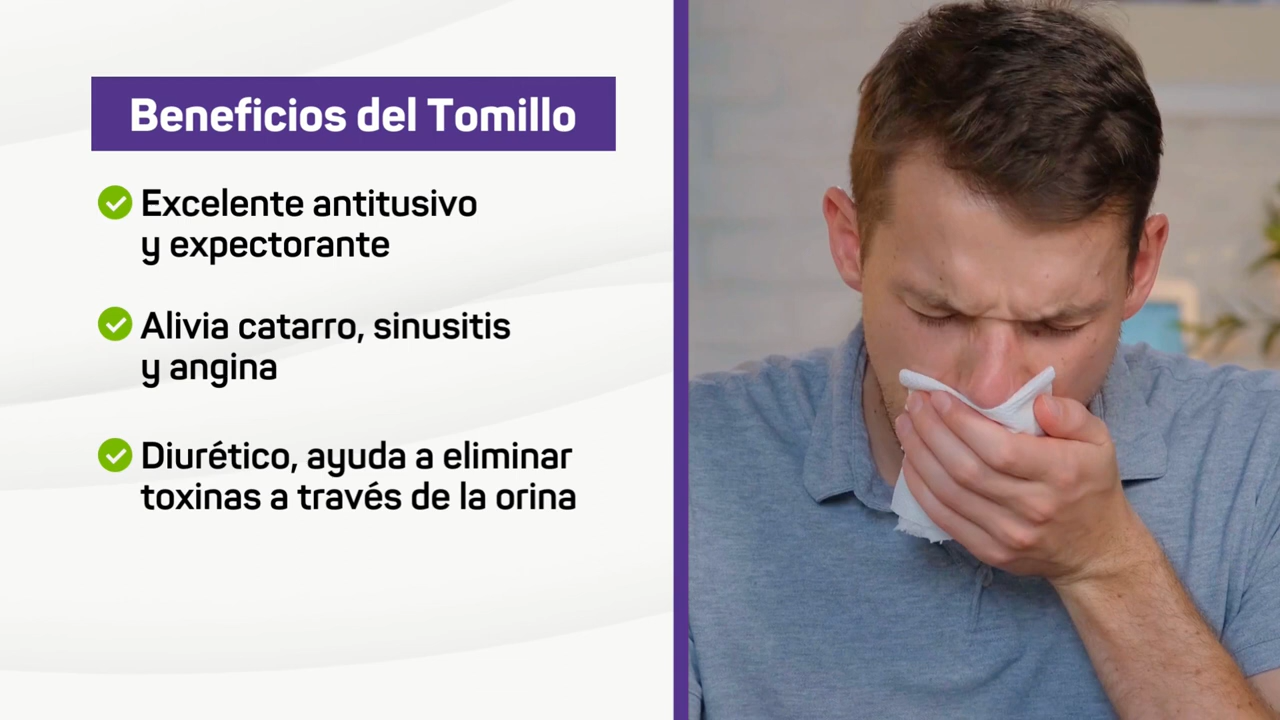 Beneficios del Tomillo
Excelente antitusivo
y expectorante
Alivia catarro, sinusitis
y angina
Diurético, ayuda a eliminar
toxinas a través de la orina